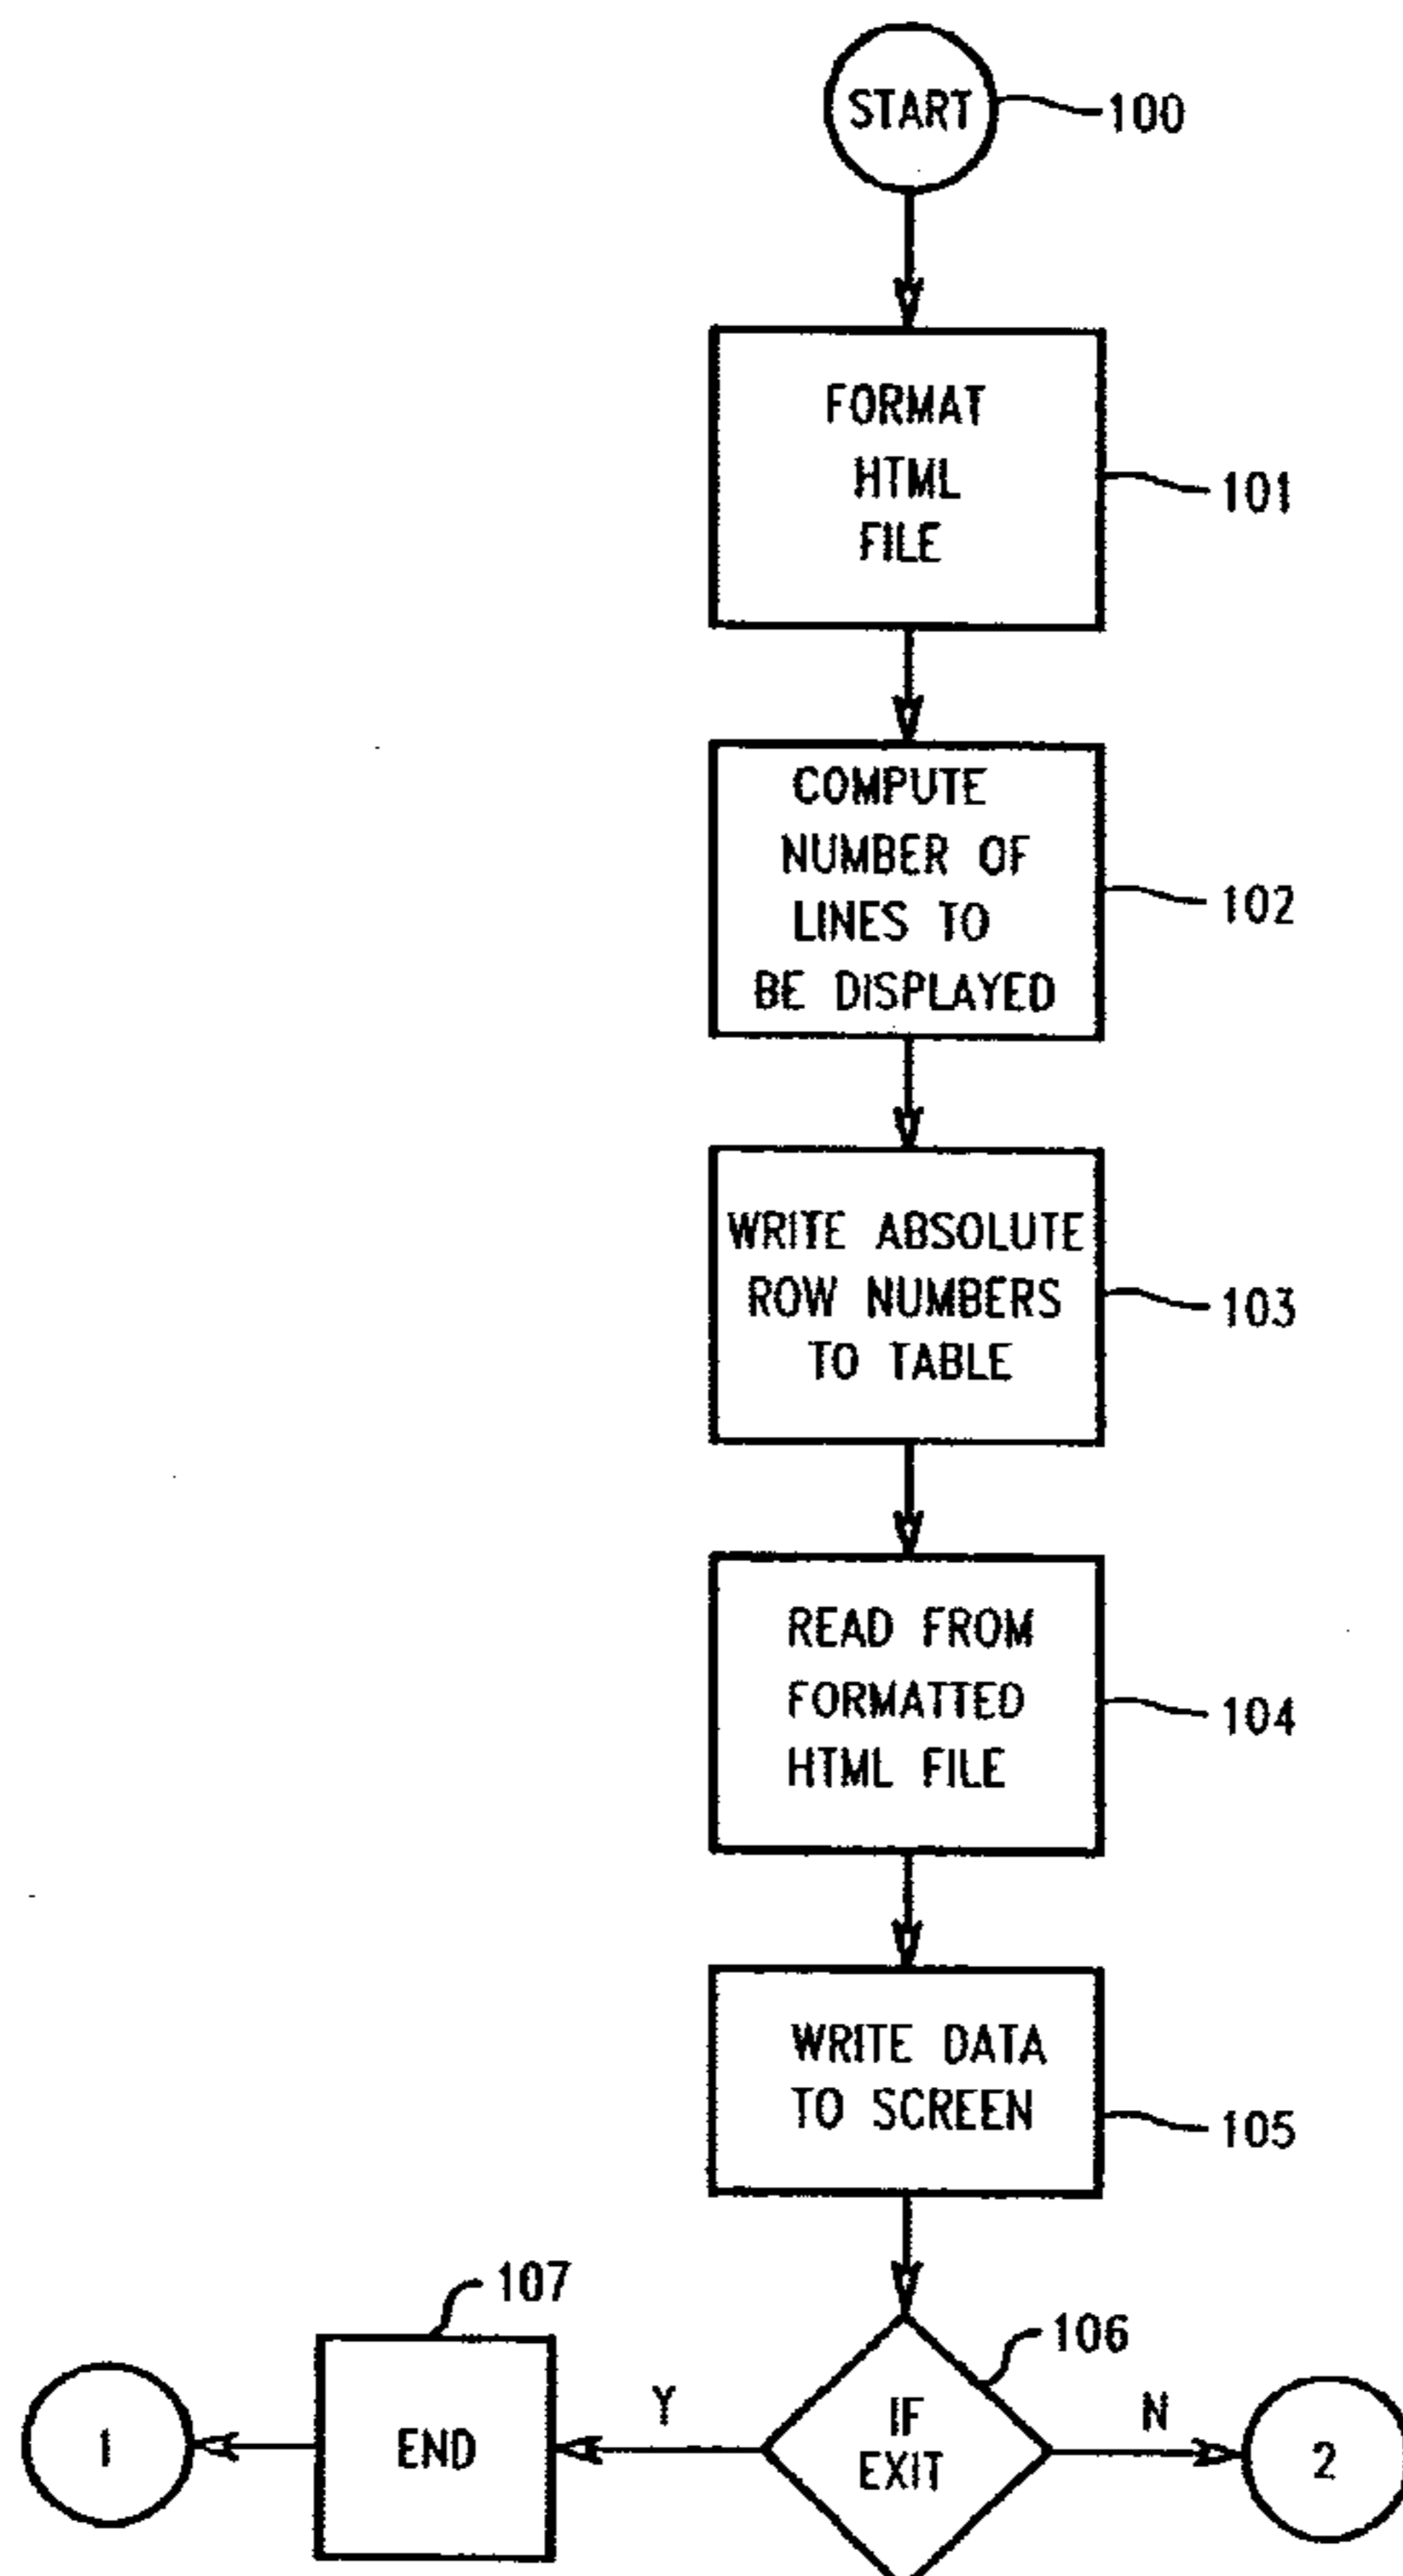 START
100
FORMAT
HTML
FILE
101
COMPUTE
NUMBER OF
LINES TO
BE DISPLAYED
102
WRITE ABSOLUTE
ROW NUMBERS
TO TABLE
103
READ FROM
FORMATTED
HTML FILE
104
WRITE DATA
TO SCREEN
105
107
106
1
END
Y
IF
EXIT
N
2